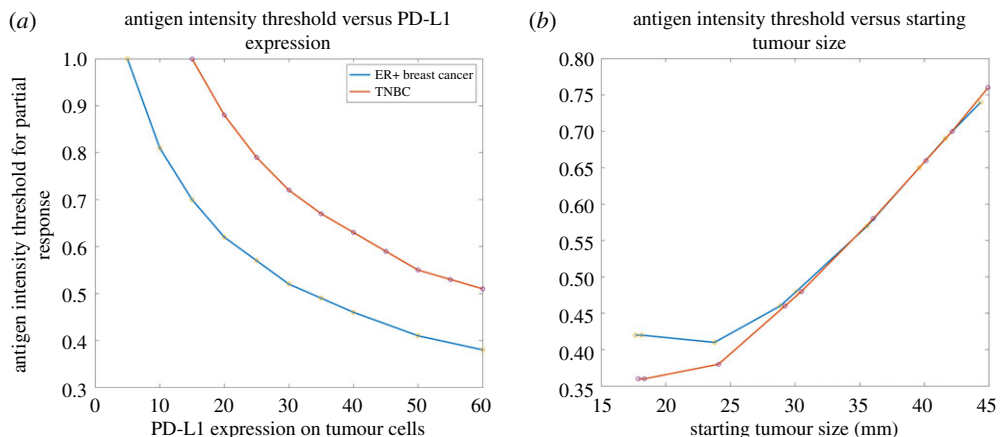 (a)
antigen intensity threshold versus PD-L1
expression
antigen intensity threshold for partial
response
1.0
0.9
0.8
0.7
0.6
0.5
0.4
0.3
0
10
20
30
40
50
60
PD-L1 expression on tumour cells
ER+ breast cancer
TNBC
(b)
antigen intensity threshold versus starting
tumour size
0.80
0.75
0.70
0.65
0.60
0.55
0.50
0.45
0.40
0.35
15
20
25
30
35
40
45
starting tumour size (mm)